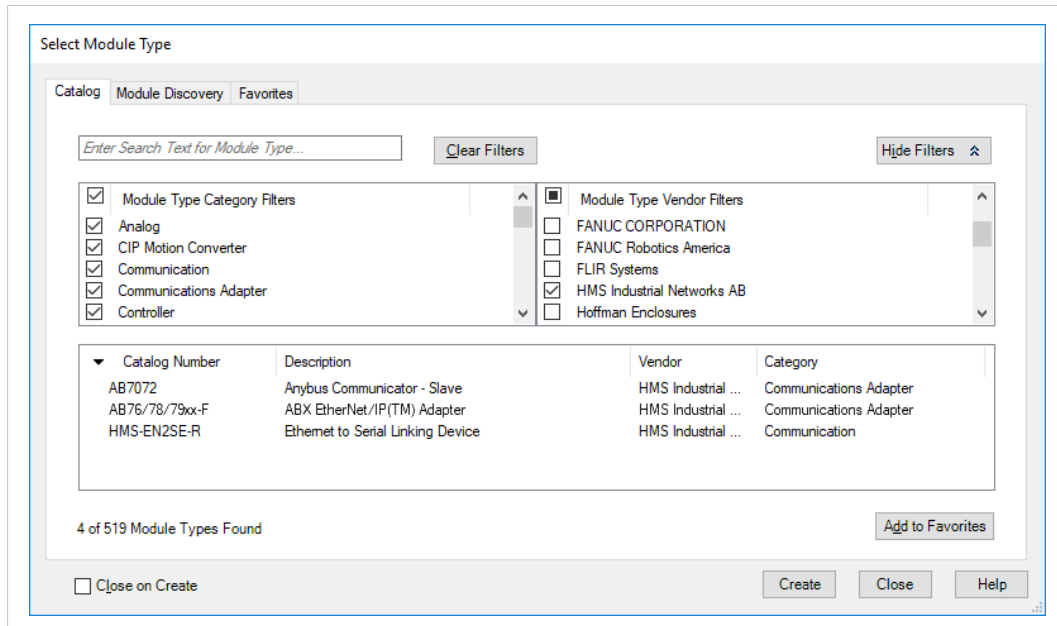 Select Module Type
Catalog Module Discovery Favorites
Enter Search Text for Module Type... Clear Filters Hide Filters
Module Type Category Filters Module Type Vendor Filters
Analog FANUC CORPORATION
CIP Motion Converter FANUC Robotics America
Communication FLIR Systems
Communications Adapter HMS Industrial Networks AB
Controller Hoffman Enclosures
Catalog Number Description Vendor Category
AB7072 Anybus Communicator - Slave HMS Industrial ... Communications Adapter
AB76/78/79xx-F ABX EtherNet/IP(TM) Adapter HMS Industrial ... Communications Adapter
HMS-EN2SE-R Ethernet to Serial Linking Device HMS Industrial ... Communication
4 of 519 Module Types Found Add to Favorites
Close on Create Create Close Help